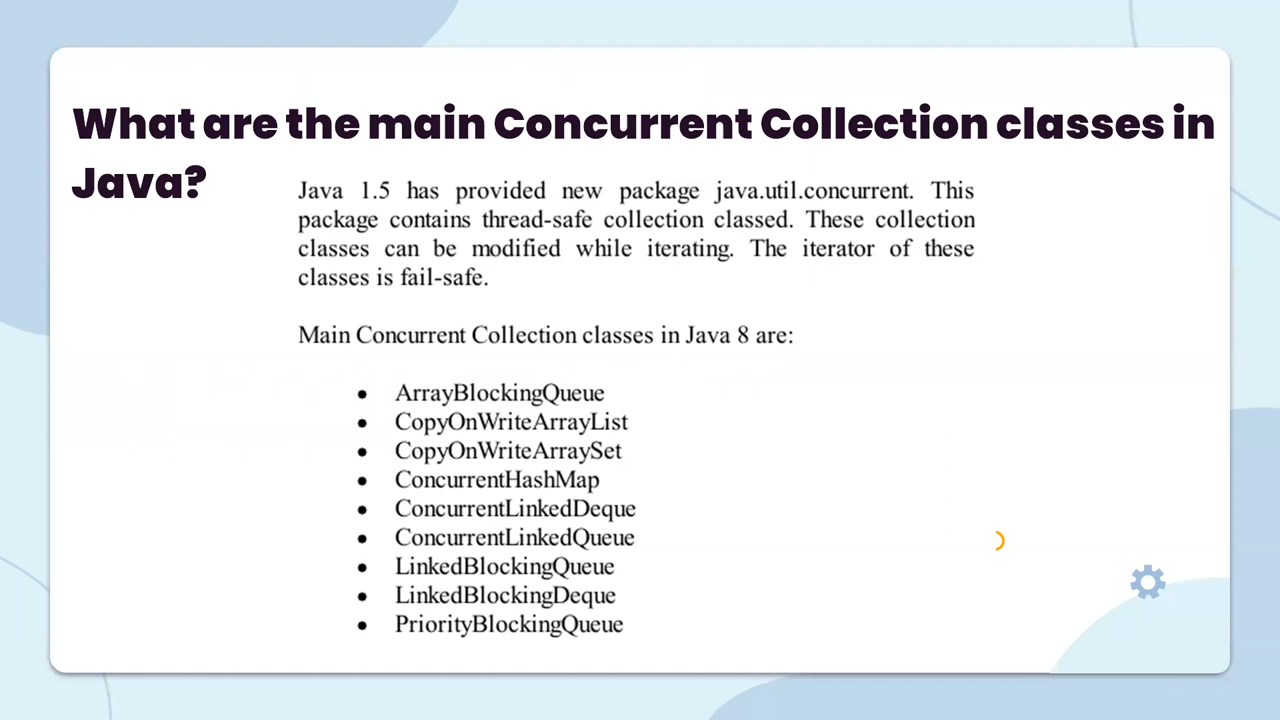 What are the main Concurrent Collection classes in
Java?
Java 1.5 has provided new package java.util.concurrent. This
package contains thread-safe collection classed. These collection
classes can be modified while iterating. The iterator of these
classes is fail-safe.
Main Concurrent Collection classes in Java 8 are:
• ArrayBlockingQueue
• CopyOnWriteArrayList
• CopyOnWriteArraySet
• ConcurrentHashMap
• ConcurrentLinkedDeque
• ConcurrentLinkedQueue
• LinkedBlockingQueue
• LinkedBlockingDeque
• PriorityBlockingQueue